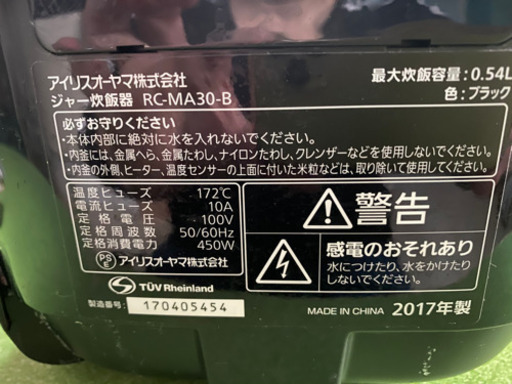 アイリスオーヤマ株式会社
ジャー炊飯器 RC-MA30-B
最大炊飯容量:0.54L
色:ブラック
必ずお守りください
・本体内部に絶対に水を入れないでください。
・内釜には、金属へら、金属たわし、ナイロンたわし、クレンザーなどを使用しないでください。
・内釜の外側、ヒーター、温度センサーの上面に付いた米粒などは、取り除いて使用してください。
温度ヒューズ 172℃
電流ヒューズ 10A
定格電圧 100V
定格周波数 50/60Hz
定格消費電力 450W
PSE アイリスオーヤマ株式会社
TÜVRheinland
製造番号: 170405454
警告
感電のおそれあり
水につけたり、水をかけたり
しないでください。
MADE IN CHINA 2017年製